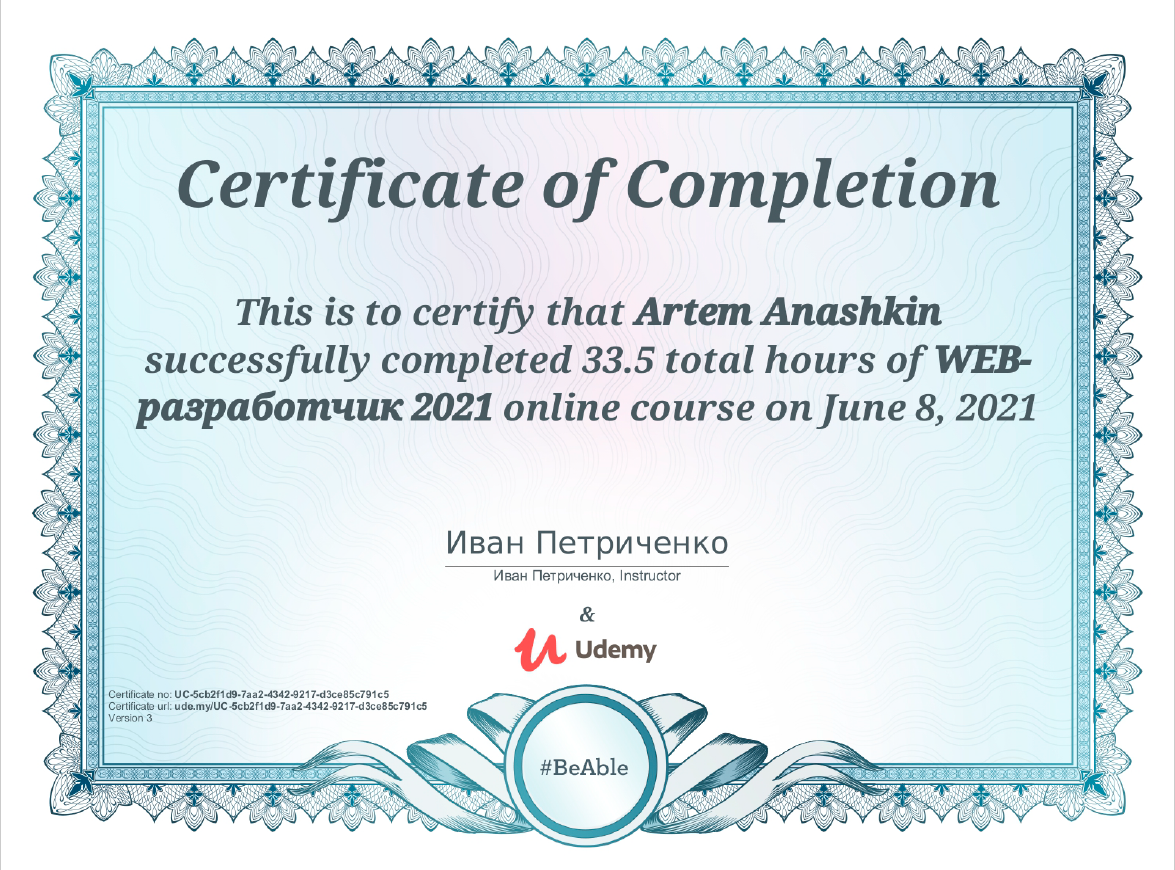 Certificate of Completion
This is to certify that Artem Anashkin
successfully completed 33.5 total hours of WEB-
разработчик 2021 online course on June 8, 2021
Иван Петриченко
Иван Петриченко, Instructor
&
Udemy
Certificate no: UC-5cb2f1d9-7aa2-4342-9217-d3ce85c791c5
Certificate url: ude.my/UC-5cb2f1d9-7aa2-4342-9217-d3ce85c791c5
Version 3
#BeAble